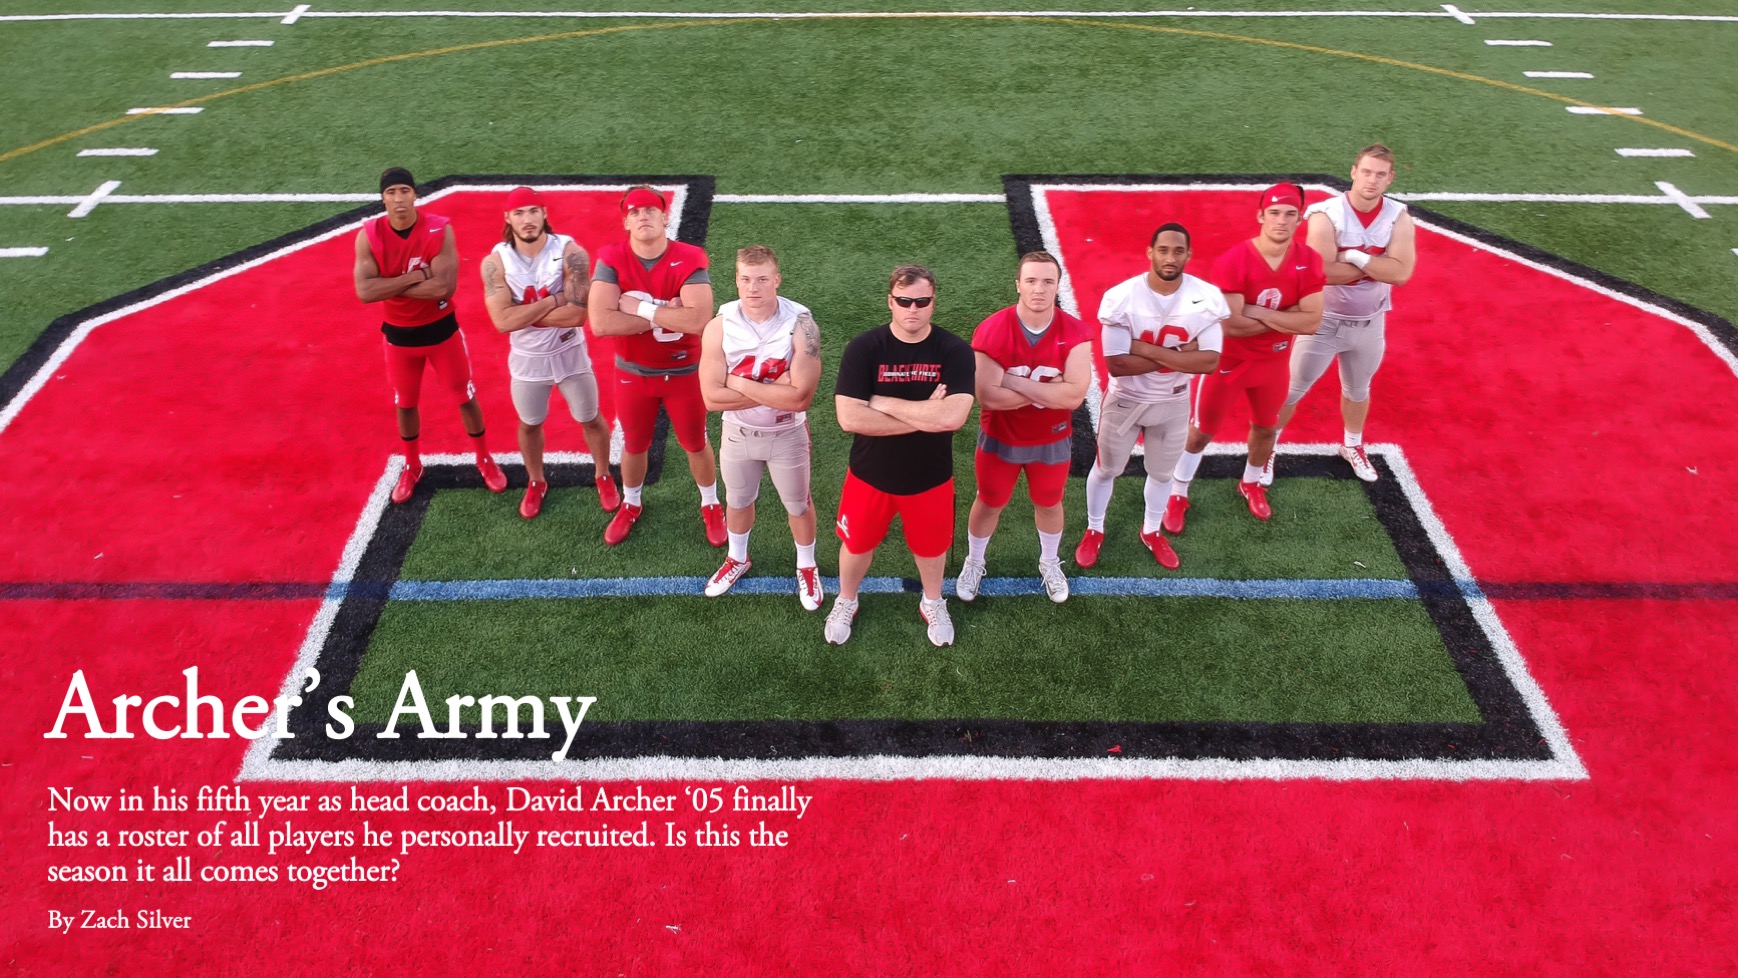 Archer’s Army
Now in his fifth year as head coach, David Archer ‘05 finally
has a roster of all players he personally recruited. Is this the
season it all comes together?
By Zach Silver
BLACKSHIRTS